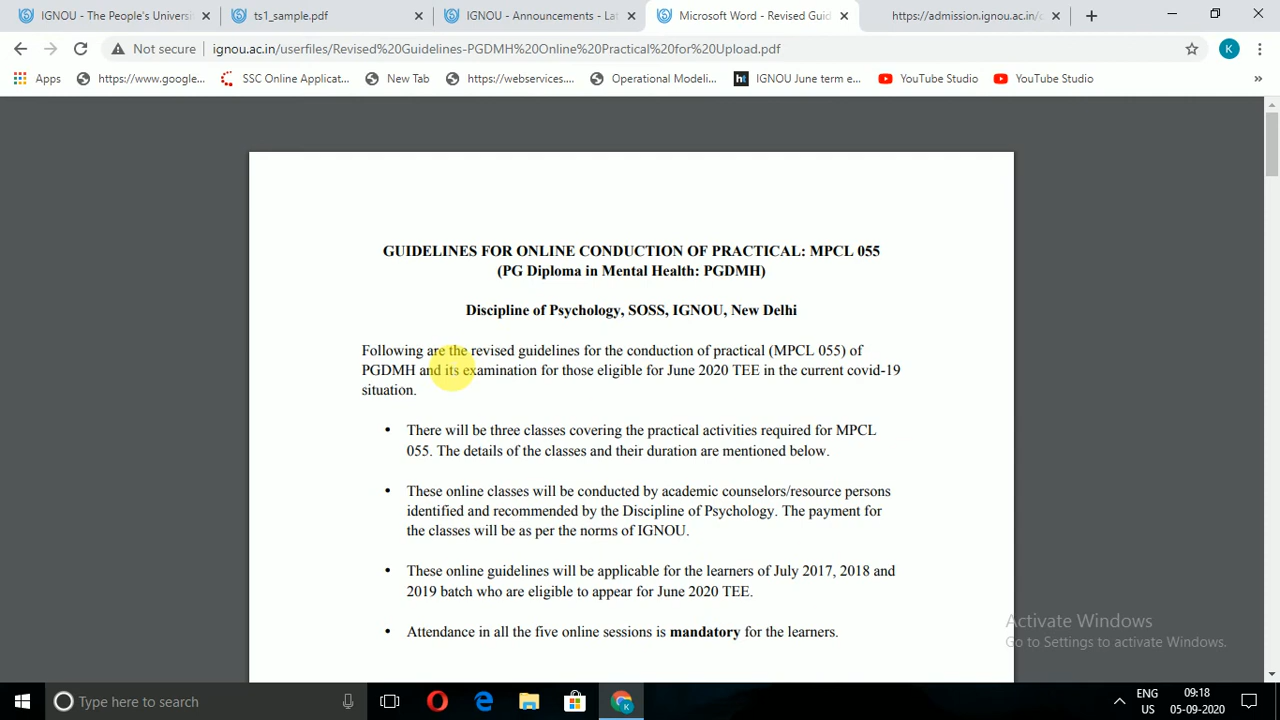 IGNOU - The People's Universi
ts1_sample.pdf
IGNOU - Announcements - Lat
Microsoft Word - Revised Guid
https://admission.ignou.ac.in/c
Not secure
ignou.ac.in/userfiles/Revised%20Guidelines-PGDMH%20Online%20Practical%20for%20Upload.pdf
K
Apps
https://www.google...
SSC Online Applicat...
New Tab
https://webservices....
Operational Modeli...
ht
IGNOU June term e...
YouTube Studio
YouTube Studio
»
GUIDELINES FOR ONLINE CONDUCTION OF PRACTICAL: MPCL 055
(PG Diploma in Mental Health: PGDMH)
Discipline of Psychology, SOSS, IGNOU, New Delhi
Following are the revised guidelines for the conduction of practical (MPCL 055) of
PGDMH and its examination for those eligible for June 2020 TEE in the current covid-19
situation.
• There will be three classes covering the practical activities required for MPCL
055. The details of the classes and their duration are mentioned below.
• These online classes will be conducted by academic counselors/resource persons
identified and recommended by the Discipline of Psychology. The payment for
the classes will be as per the norms of IGNOU.
• These online guidelines will be applicable for the learners of July 2017, 2018 and
2019 batch who are eligible to appear for June 2020 TEE.
• Attendance in all the five online sessions is mandatory for the learners.
Activate Windows
Go to Settings to activate Windows.
Type here to search
K
ENG
US
09:18
05-09-2020